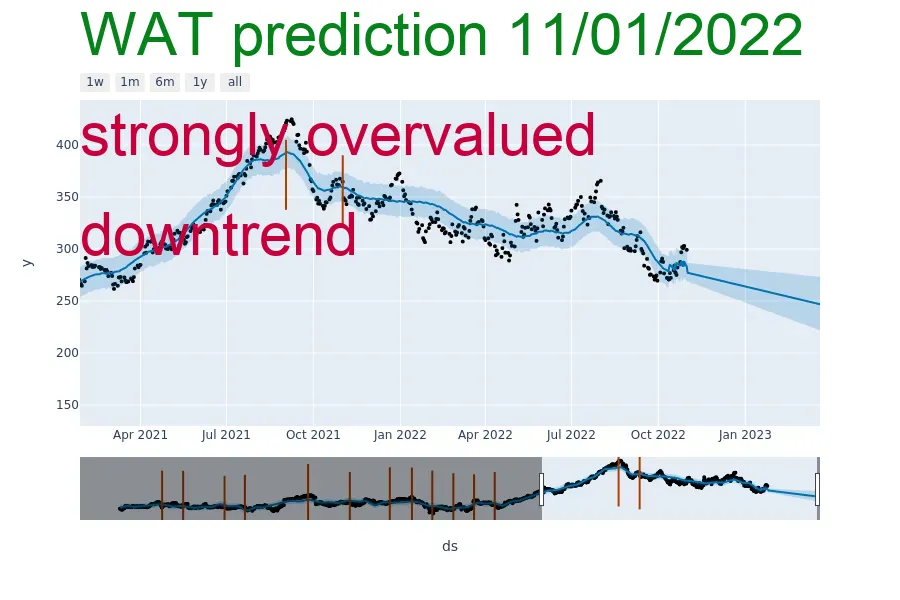 WAT prediction 11/01/2022
1w 1m 6m 1y all
strongly overvalued
400
350
downtrend
300
y
250
200
150
Apr 2021 Jul 2021 Oct 2021 Jan 2022 Apr 2022 Jul 2022 Oct 2022 Jan 2023
ds